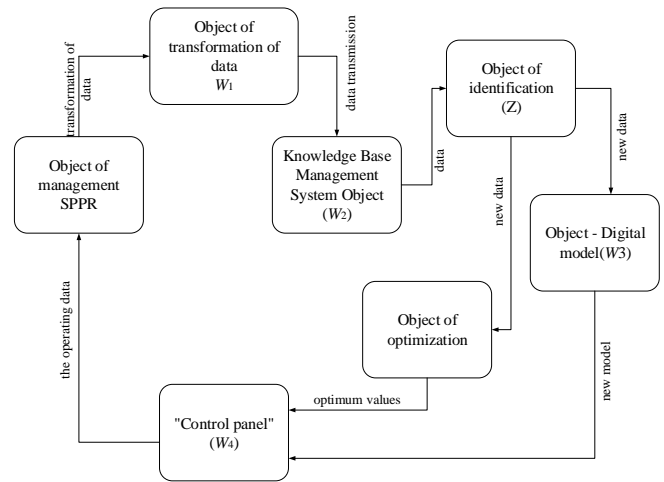 Object of
transformation of
data
W1
transformation of
data
data transmission
Object of
identification
(Z)
Object of
management
SPPR
Knowledge Base
Management
System Object
(W2)
data
new data
new data
Object - Digital
model(W3)
Object of
optimization
the operating data
optimum values
new model
"Control panel"
(W4)